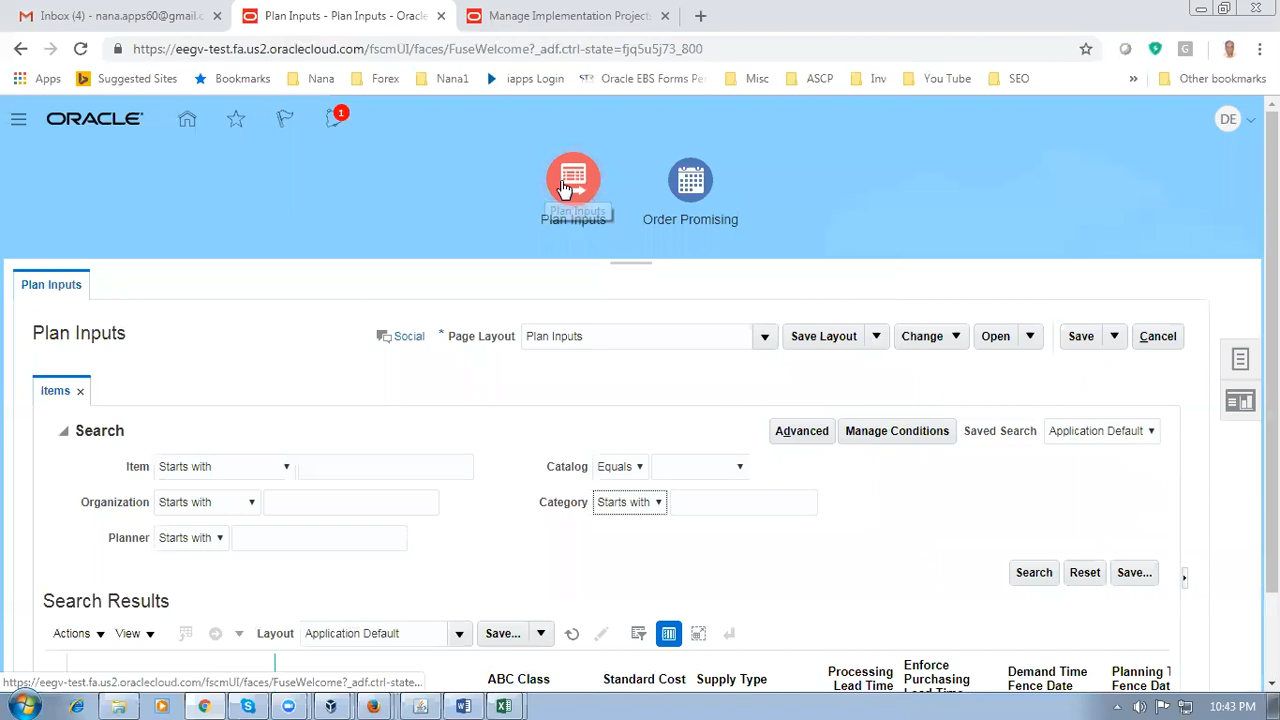 Inbox (4) - nana.apps60@gmail.c
Plan Inputs - Plan Inputs - Oracle
Manage Implementation Project
https://eegv-test.fa.us2.oraclecloud.com/fscmUI/faces/FuseWelcome?_adf.ctrl-state=fjq5u5j73_800
Apps
Suggested Sites
Bookmarks
Nana
Forex
Nana1
iapps Login
Oracle EBS Forms Pe
Misc
ASCP
Inv
You Tube
SEO
Other bookmarks
ORACLE
1
DE
Plan Inputs
Plan Inputs
Order Promising
Plan Inputs
Plan Inputs
Social
* Page Layout
Plan Inputs
Save Layout
Change
Open
Save
Cancel
Items
Search
Advanced
Manage Conditions
Saved Search
Application Default
Item Starts with
Catalog Equals
Organization Starts with
Category Starts with
Planner Starts with
Search
Reset
Save...
Search Results
Actions
View
Layout
Application Default
Save...
ABC Class
Standard Cost
Supply Type
Processing Lead Time
Enforce Purchasing Lead Time
Demand Time Fence Date
Planning T Fence Dat
https://eegv-test.fa.us2.oraclecloud.com/fscmUI/faces/FuseWelcome?_adf.ctrl-state...
10:43 PM